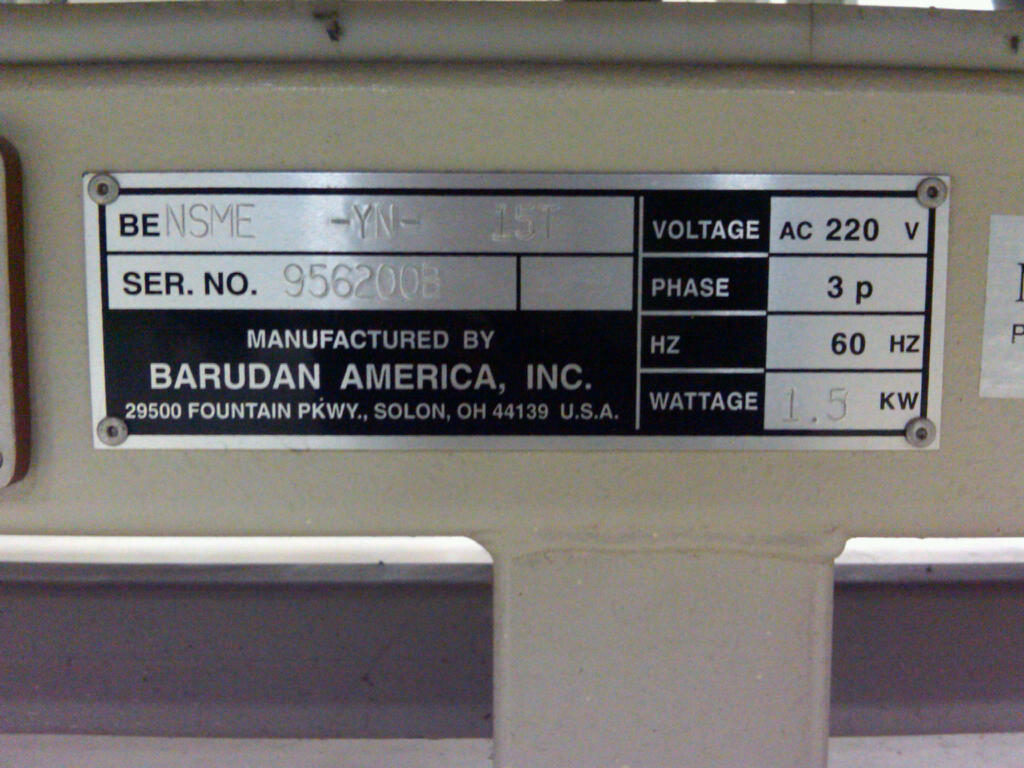 BENSME -YN- 15T
SER. NO. 956200B
MANUFACTURED BY
BARUDAN AMERICA, INC.
29500 FOUNTAIN PKWY., SOLON, OH 44139 U.S.A.
VOLTAGE AC 220 V
PHASE 3 p
HZ 60 HZ
WATTAGE 1.5 KW